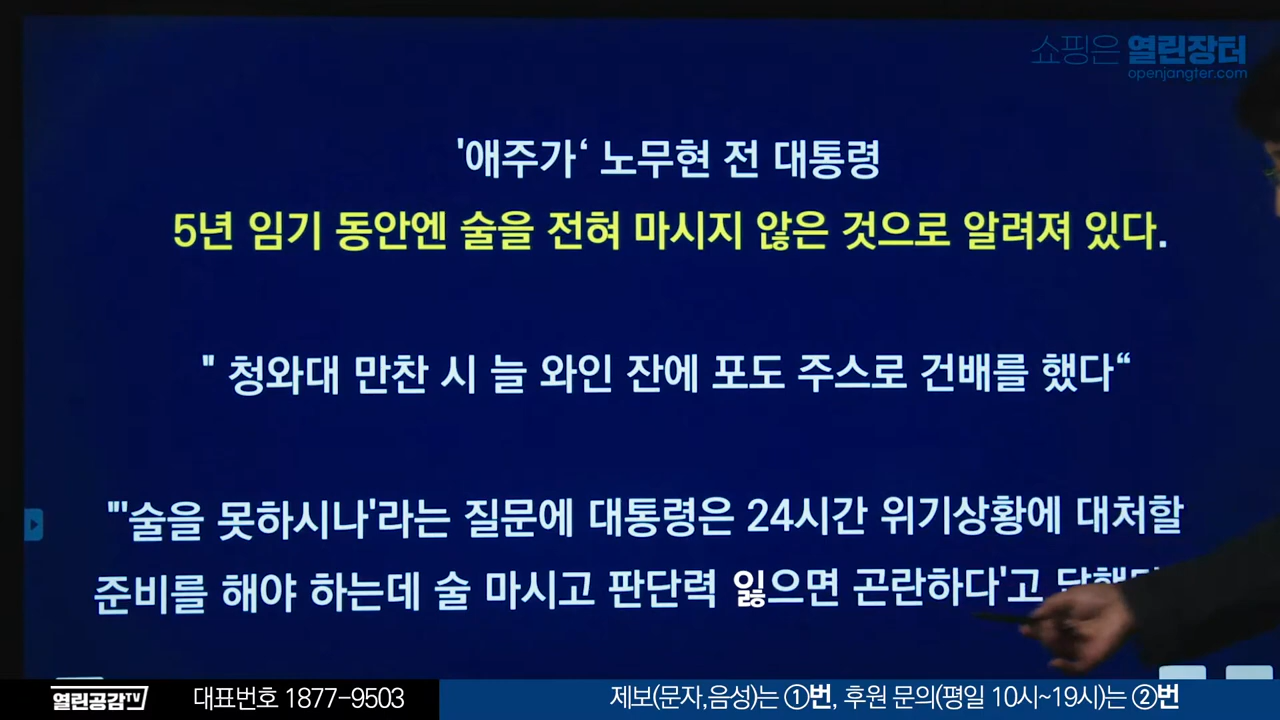 쇼핑은 열린장터
openjangter.com
'애주가‘ 노무현 전 대통령
5년 임기 동안엔 술을 전혀 마시지 않은 것으로 알려져 있다.
" 청와대 만찬 시 늘 와인 잔에 포도 주스로 건배를 했다“
"'술을 못하시나'라는 질문에 대통령은 24시간 위기상황에 대처할
준비를 해야 하는데 술 마시고 판단력 잃으면 곤란하다'고
열린공감TV 대표번호 1877-9503 제보(문자,음성)는 ①번, 후원 문의(평일 10시~19시)는 ②번